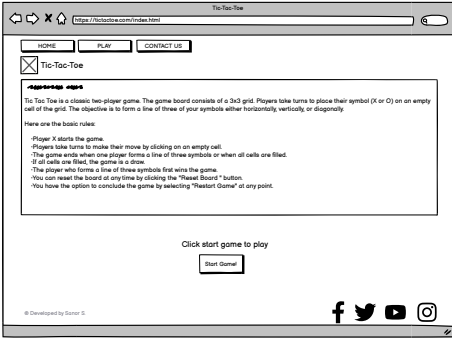 Tic-Tac-Toe
https://tictactoe.com/index.html
HOME
PLAY
CONTACT US
Tic-Tac-Toe
Tic Tac Toe is a classic two-player game. The game board consists of a 3x3 grid. Players take turns to place their symbol (X or O) on an empty
cell of the grid. The objective is to form a line of three of your symbols either horizontally, vertically, or diagonally.
Here are the basic rules:
-Player X starts the game.
-Players take turns to make their move by clicking on an empty cell.
-The game ends when one player forms a line of three symbols or when all cells are filled.
-If all cells are filled, the game is a draw.
-The player who forms a line of three symbols first wins the game.
-You can reset the board at any time by clicking the "Reset Board " button.
-You have the option to conclude the game by selecting "Restart Game" at any point.
Click start game to play
Start Game!
© Developed by Sanar S.